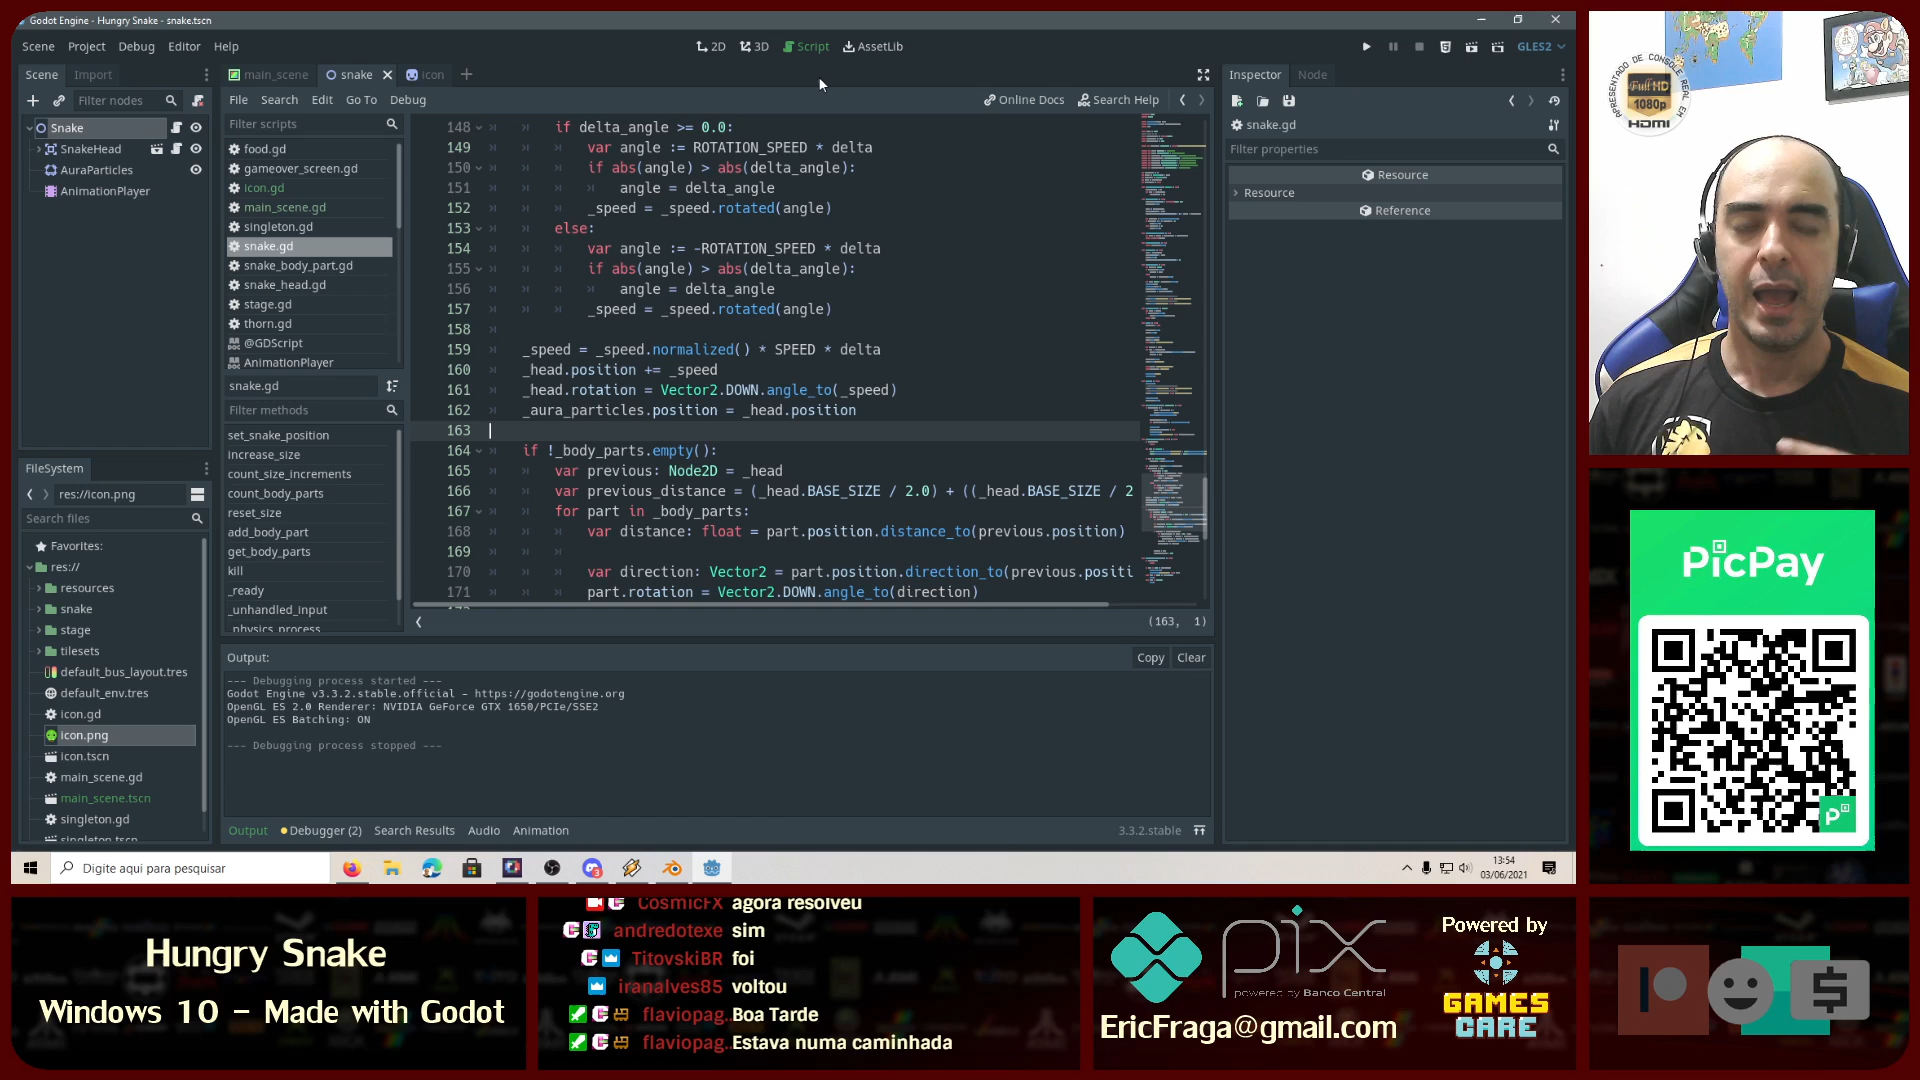 Godot Engine - Hungry Snake - snake.tscn
Scene Project Debug Editor Help
2D 3D Script AssetLib
GLES2
Scene Import
Filter nodes
Snake
SnakeHead
AuraParticles
AnimationPlayer
main_scene snake icon
File Search Edit Go To Debug
Online Docs Search Help
Filter scripts
food.gd
gameover_screen.gd
icon.gd
main_scene.gd
singleton.gd
snake.gd
snake_body_part.gd
snake_head.gd
stage.gd
thorn.gd
@GDScript
AnimationPlayer
snake.gd
Filter methods
set_snake_position
increase_size
count_size_increments
count_body_parts
reset_size
add_body_part
get_body_parts
kill
_ready
_unhandled_input
_physics_process
148 if delta_angle >= 0.0:
149 var angle := ROTATION_SPEED * delta
150 if abs(angle) > abs(delta_angle):
151 angle = delta_angle
152 _speed = _speed.rotated(angle)
153 else:
154 var angle := -ROTATION_SPEED * delta
155 if abs(angle) > abs(delta_angle):
156 angle = delta_angle
157 _speed = _speed.rotated(angle)
158
159 _speed = _speed.normalized() * SPEED * delta
160 _head.position += _speed
161 _head.rotation = Vector2.DOWN.angle_to(_speed)
162 _aura_particles.position = _head.position
163
164 if !_body_parts.empty():
165 var previous: Node2D = _head
166 var previous_distance = (_head.BASE_SIZE / 2.0) + ((_head.BASE_SIZE / 2
167 for part in _body_parts:
168 var distance: float = part.position.distance_to(previous.position)
169
170 var direction: Vector2 = part.position.direction_to(previous.positi
171 part.rotation = Vector2.DOWN.angle_to(direction)
(163, 1)
Output:
Copy Clear
--- Debugging process started ---
Godot Engine v3.3.2.stable.official - https://godotengine.org
OpenGL ES 2.0 Renderer: NVIDIA GeForce GTX 1650/PCIe/SSE2
OpenGL ES Batching: ON
--- Debugging process stopped ---
Output Debugger (2) Search Results Audio Animation
3.3.2.stable
Inspector Node
snake.gd
Filter properties
Resource
Resource
Reference
FileSystem
res://icon.png
Search files
Favorites:
res://
resources
snake
stage
tilesets
default_bus_layout.tres
default_env.tres
icon.gd
icon.png
icon.tscn
main_scene.gd
main_scene.tscn
singleton.gd
singleton.tscn
Digite aqui para pesquisar
13:54
03/06/2021
APRESENTADO DE CONSOLE REAL EM
Full HD
1080p
HDMI
PicPay
Hungry Snake
Windows 10 - Made with Godot
CosmicFX agora resolveu
andredotexe sim
TitovskiBR foi
iranalves85 voltou
flaviopag.. Boa Tarde
flaviopag.. Estava numa caminhada
pix
powered by Banco Central
EricFraga@gmail.com
Powered by
GAMES
CARE